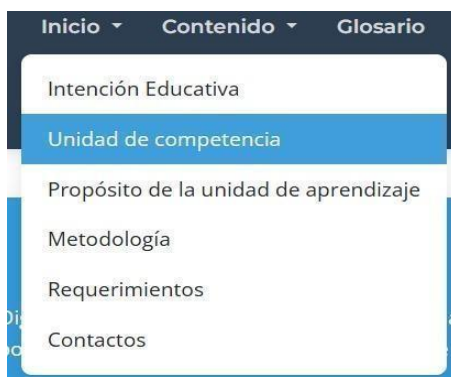 Inicio Contenido Glosario
Intención Educativa
Unidad de competencia
Propósito de la unidad de aprendizaje
Metodología
Requerimientos
Contactos